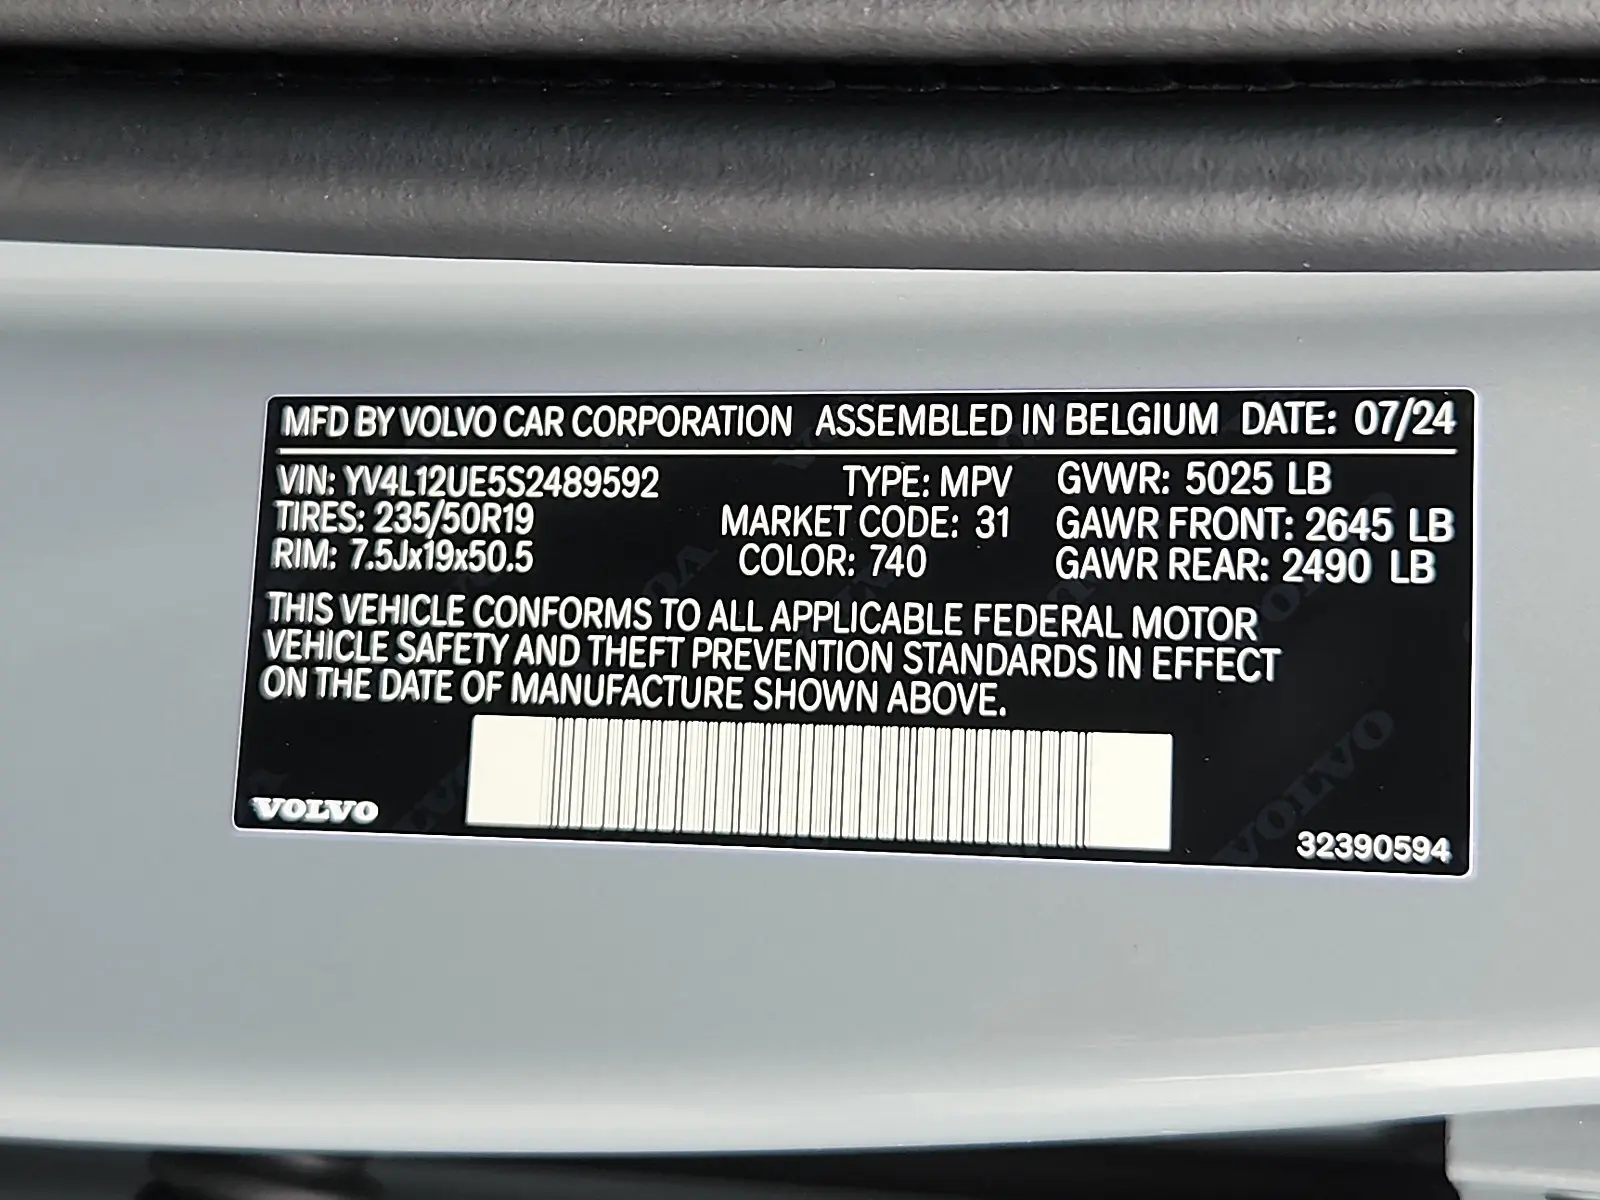 MFD BY VOLVO CAR CORPORATION ASSEMBLED IN BELGIUM DATE: 07/24
VIN: YV4L12UE5S2489592 TYPE: MPV GVWR: 5025 LB
TIRES: 235/50R19 MARKET CODE: 31 GAWR FRONT: 2645 LB
RIM: 7.5Jx19x50.5 COLOR: 740 GAWR REAR: 2490 LB
THIS VEHICLE CONFORMS TO ALL APPLICABLE FEDERAL MOTOR
VEHICLE SAFETY AND THEFT PREVENTION STANDARDS IN EFFECT
ON THE DATE OF MANUFACTURE SHOWN ABOVE.
VOLVO
32390594